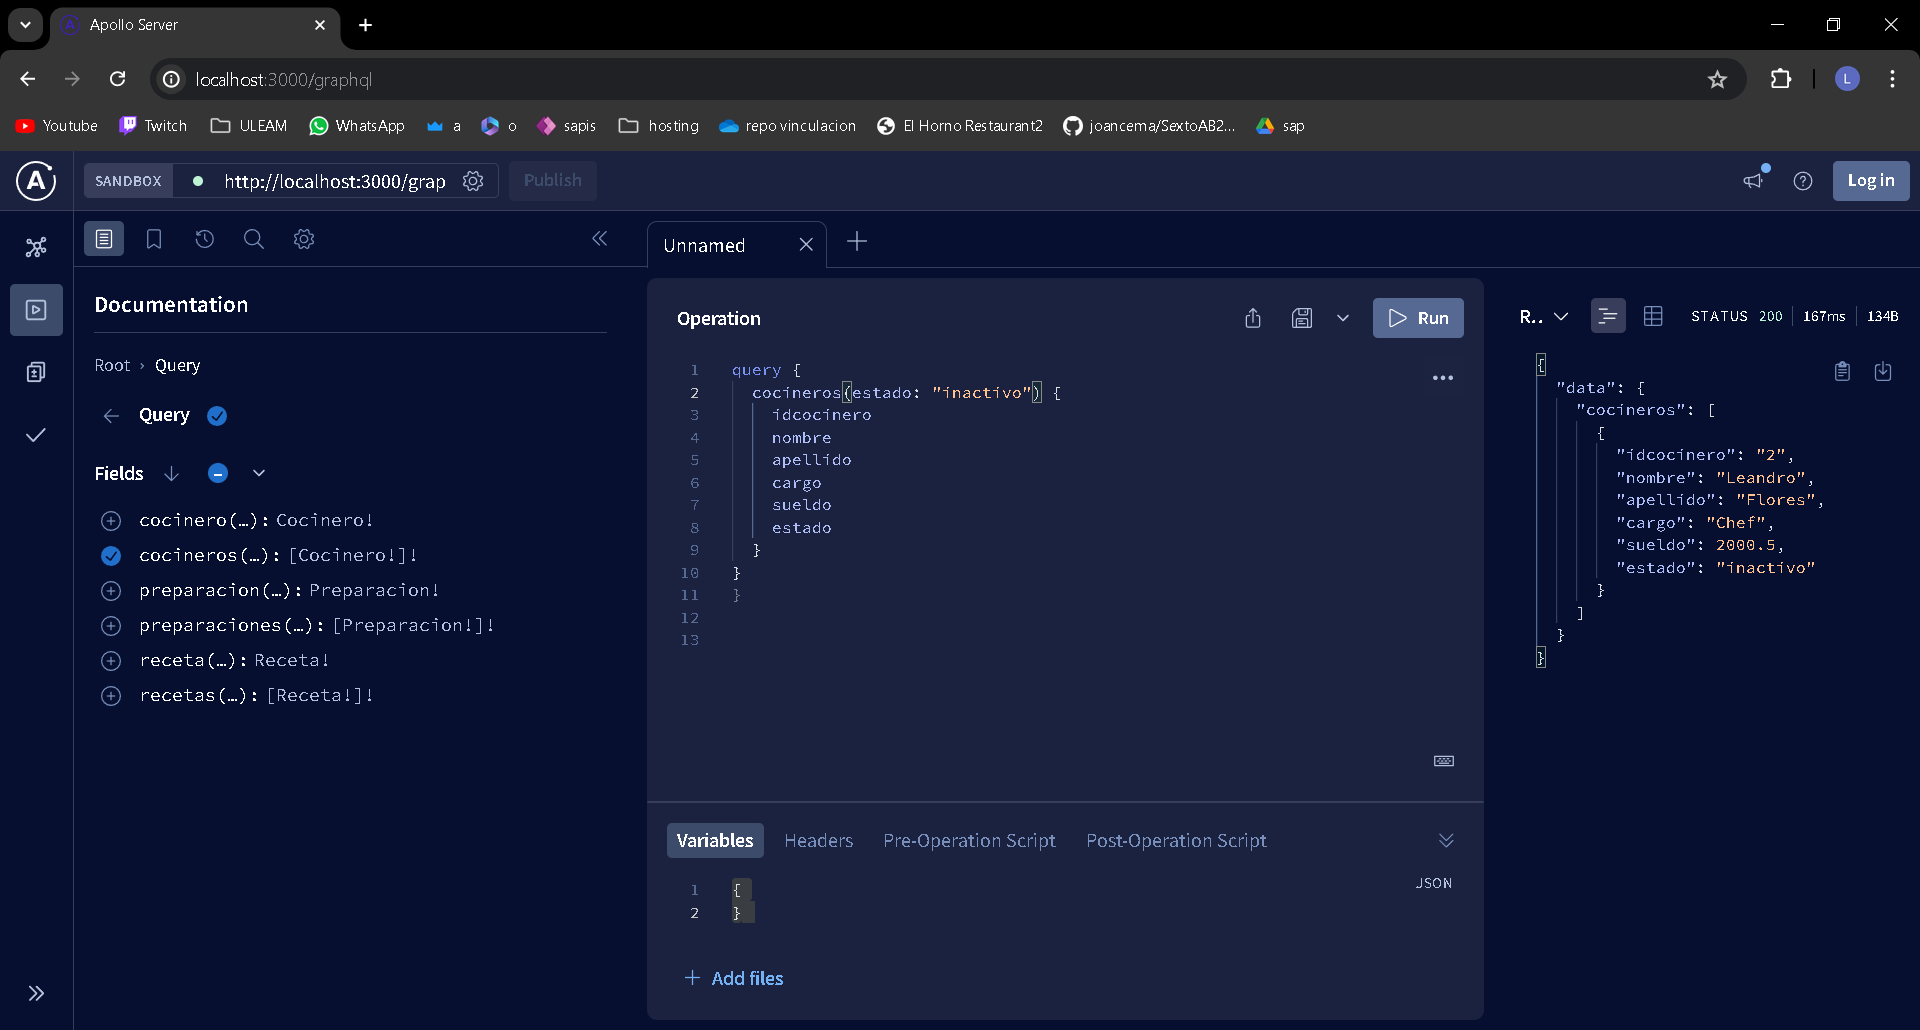 Apollo Server
localhost:3000/graphql
Youtube
Twitch
ULEAM
WhatsApp
a
o
sapis
hosting
repo vinculacion
El Horno Restaurant2
joancema/SextoAB2...
sap
L
SANDBOX
http://localhost:3000/grap
Publish
Log in
Documentation
Root › Query
Query
Fields
cocinero(…): Cocinero!
cocineros(…): [Cocinero!]!
preparacion(…): Preparacion!
preparaciones(…): [Preparacion!]!
receta(…): Receta!
recetas(…): [Receta!]!
Unnamed
Operation
Run
1 query {
2 cocineros(estado: "inactivo") {
3 idcocinero
4 nombre
5 apellido
6 cargo
7 sueldo
8 estado
9 }
10 }
11 }
12
13
Variables Headers Pre-Operation Script Post-Operation Script
JSON
1 {
2 }
Add files
R.. STATUS 200 167ms 134B
{
"data": {
"cocineros": [
{
"idcocinero": "2",
"nombre": "Leandro",
"apellido": "Flores",
"cargo": "Chef",
"sueldo": 2000.5,
"estado": "inactivo"
}
]
}
}